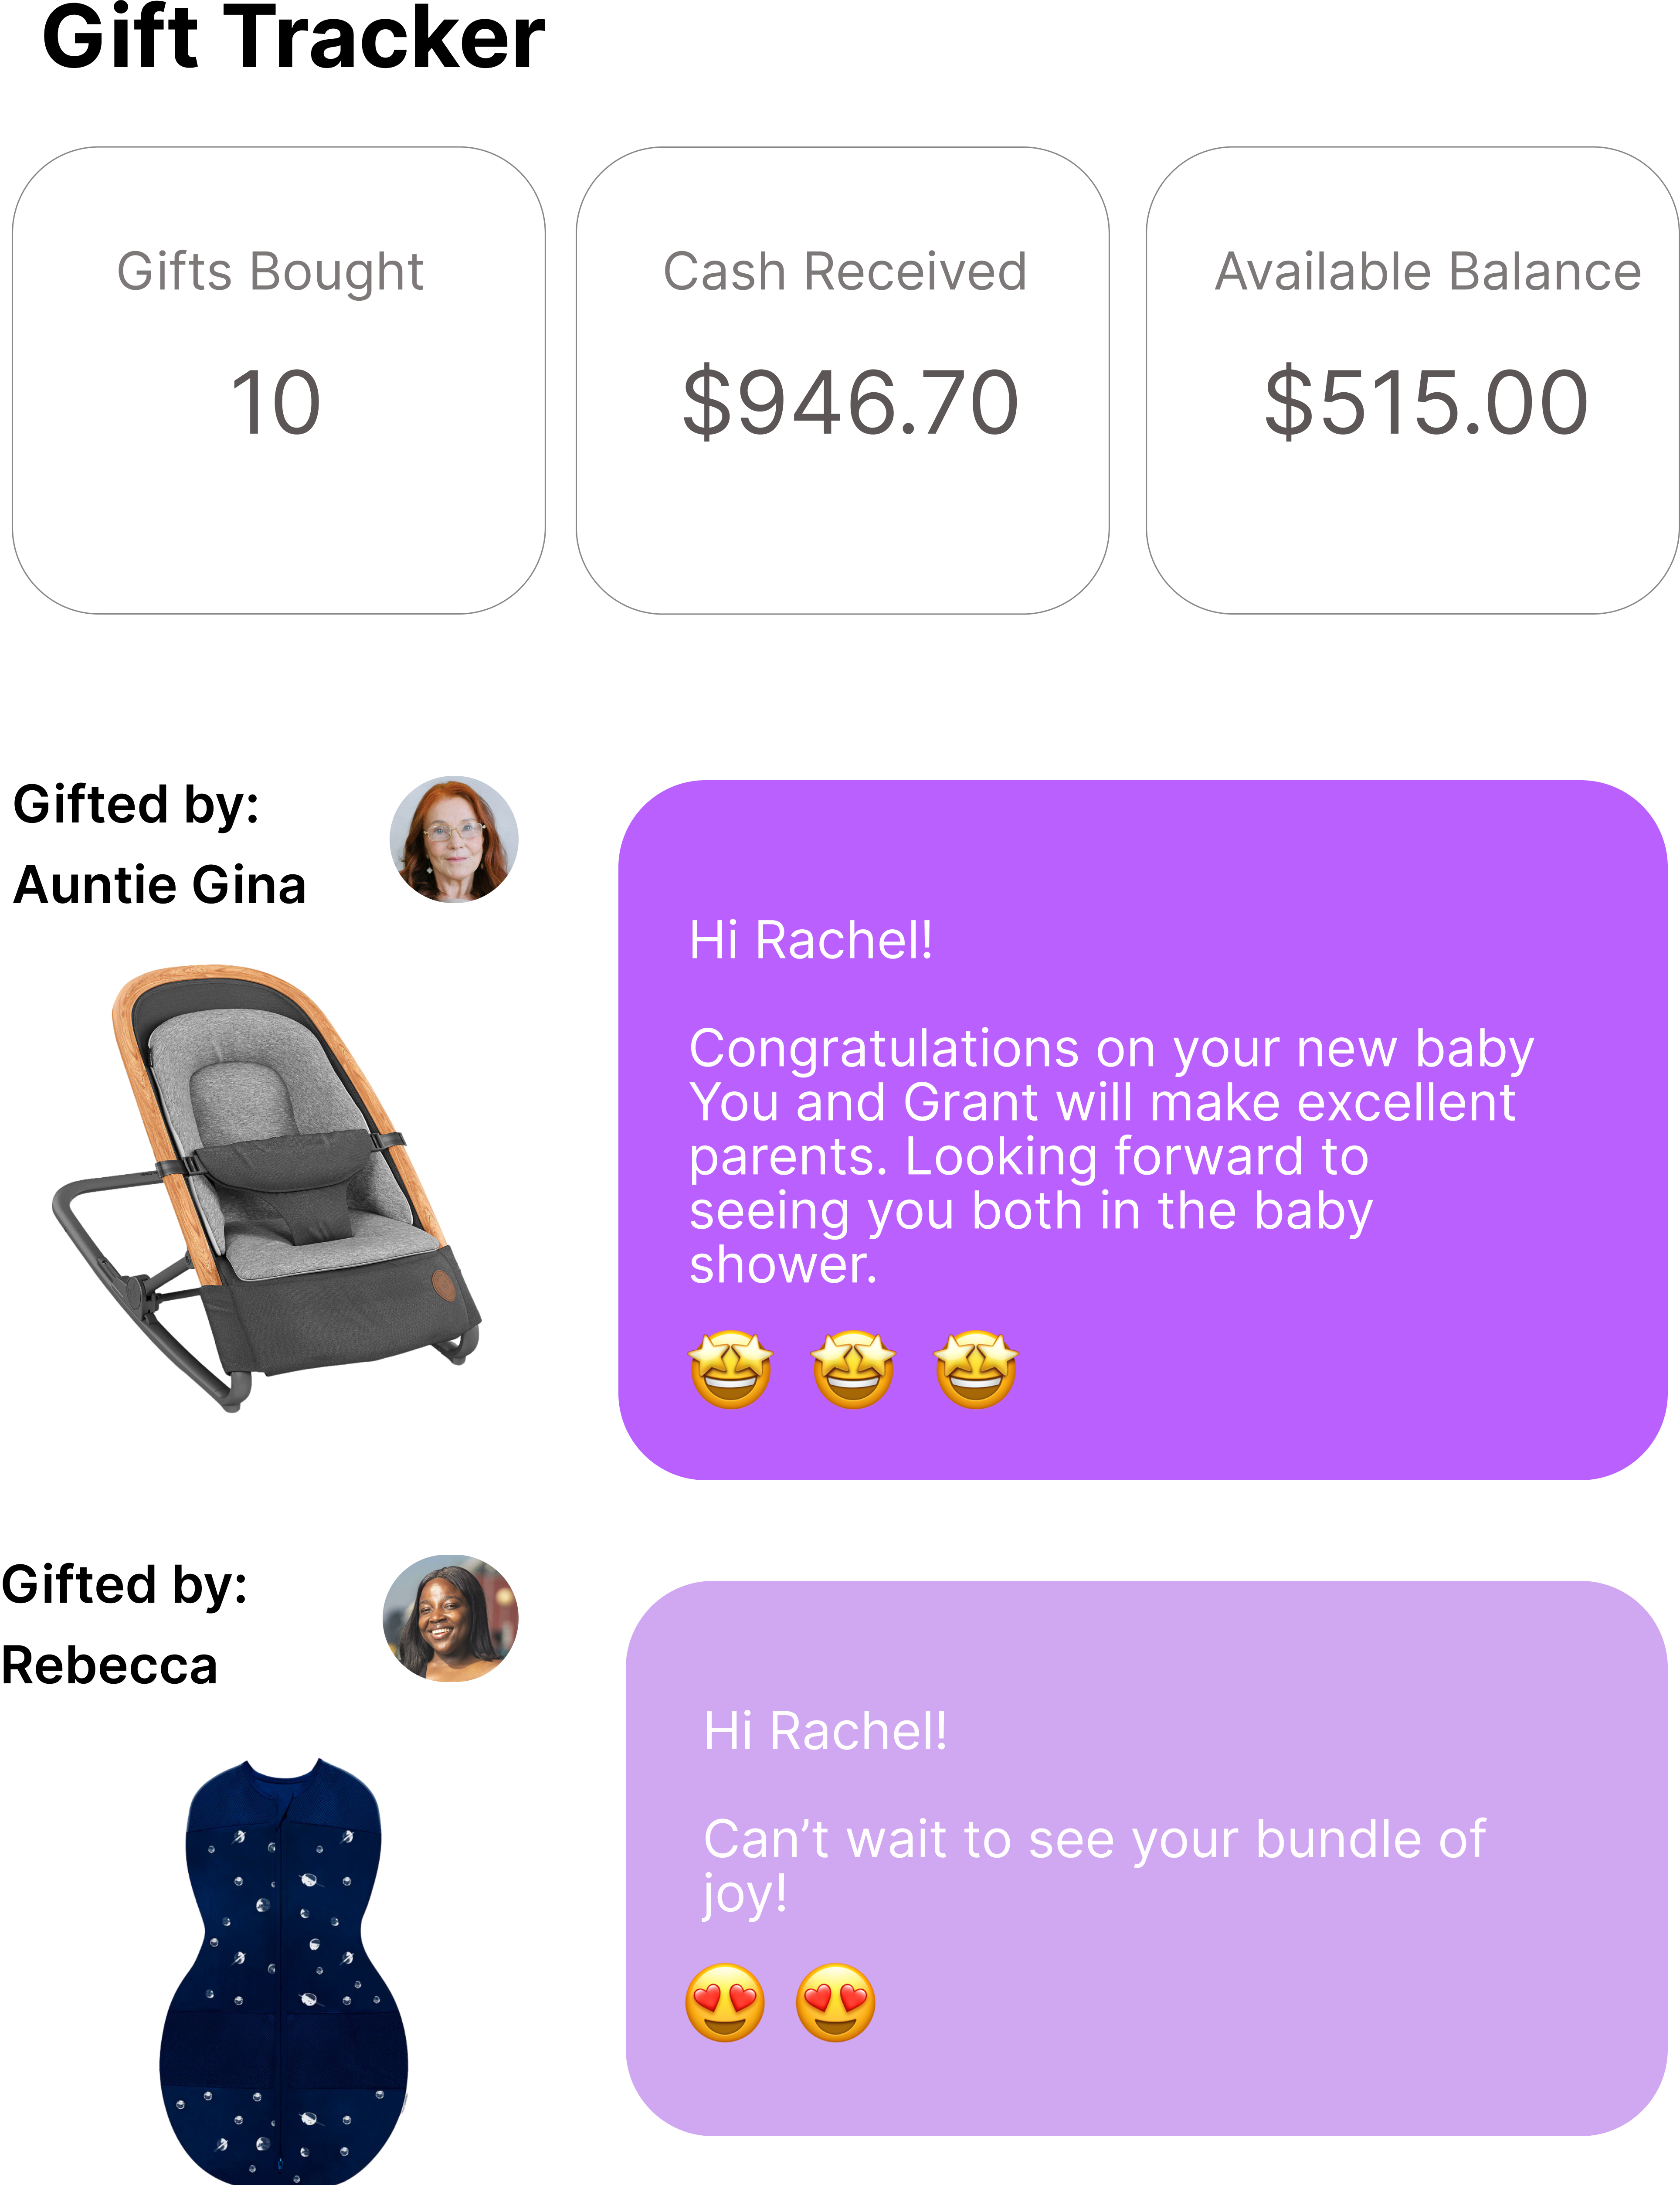 Gift Tracker
Gifts Bought
10
Cash Received
$946.70
Available Balance
$515.00
Gifted by:
Auntie Gina
Hi Rachel!
Congratulations on your new baby
You and Grant will make excellent
parents. Looking forward to
seeing you both in the baby
shower.
🤩 🤩 🤩
Gifted by:
Rebecca
Hi Rachel!
Can’t wait to see your bundle of
joy!
😍 😍